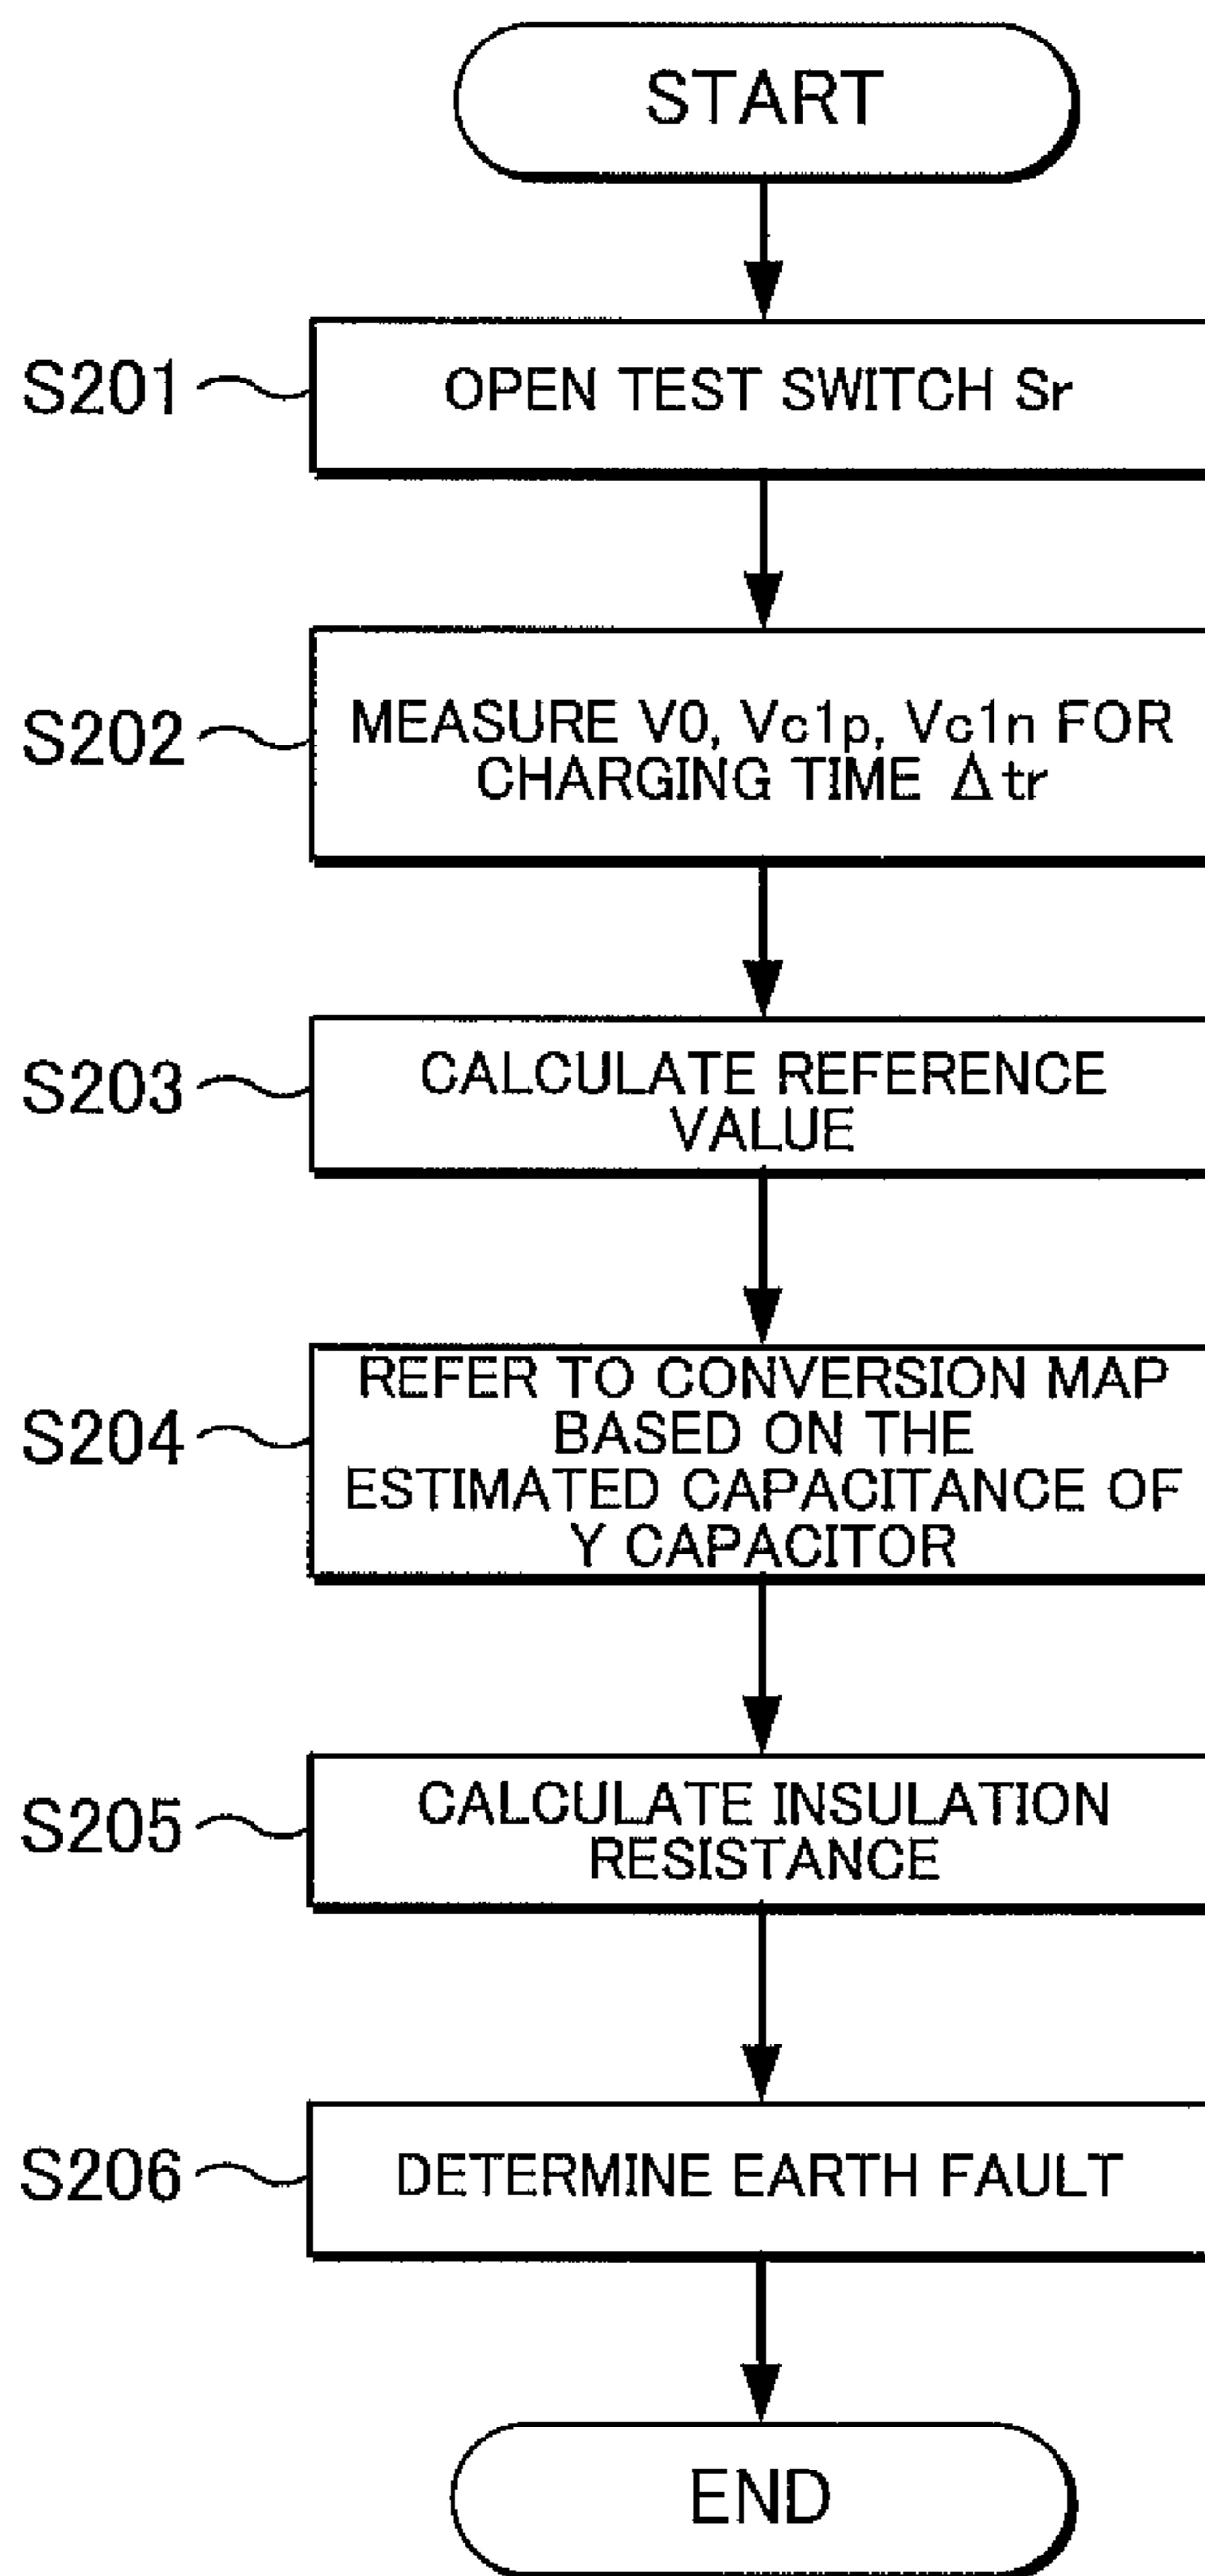 START
S201
OPEN TEST SWITCH Sr
S202
MEASURE V0, Vc1p, Vc1n FOR
CHARGING TIME Δtr
S203
CALCULATE REFERENCE
VALUE
S204
REFER TO CONVERSION MAP
BASED ON THE
ESTIMATED CAPACITANCE OF
Y CAPACITOR
S205
CALCULATE INSULATION
RESISTANCE
S206
DETERMINE EARTH FAULT
END